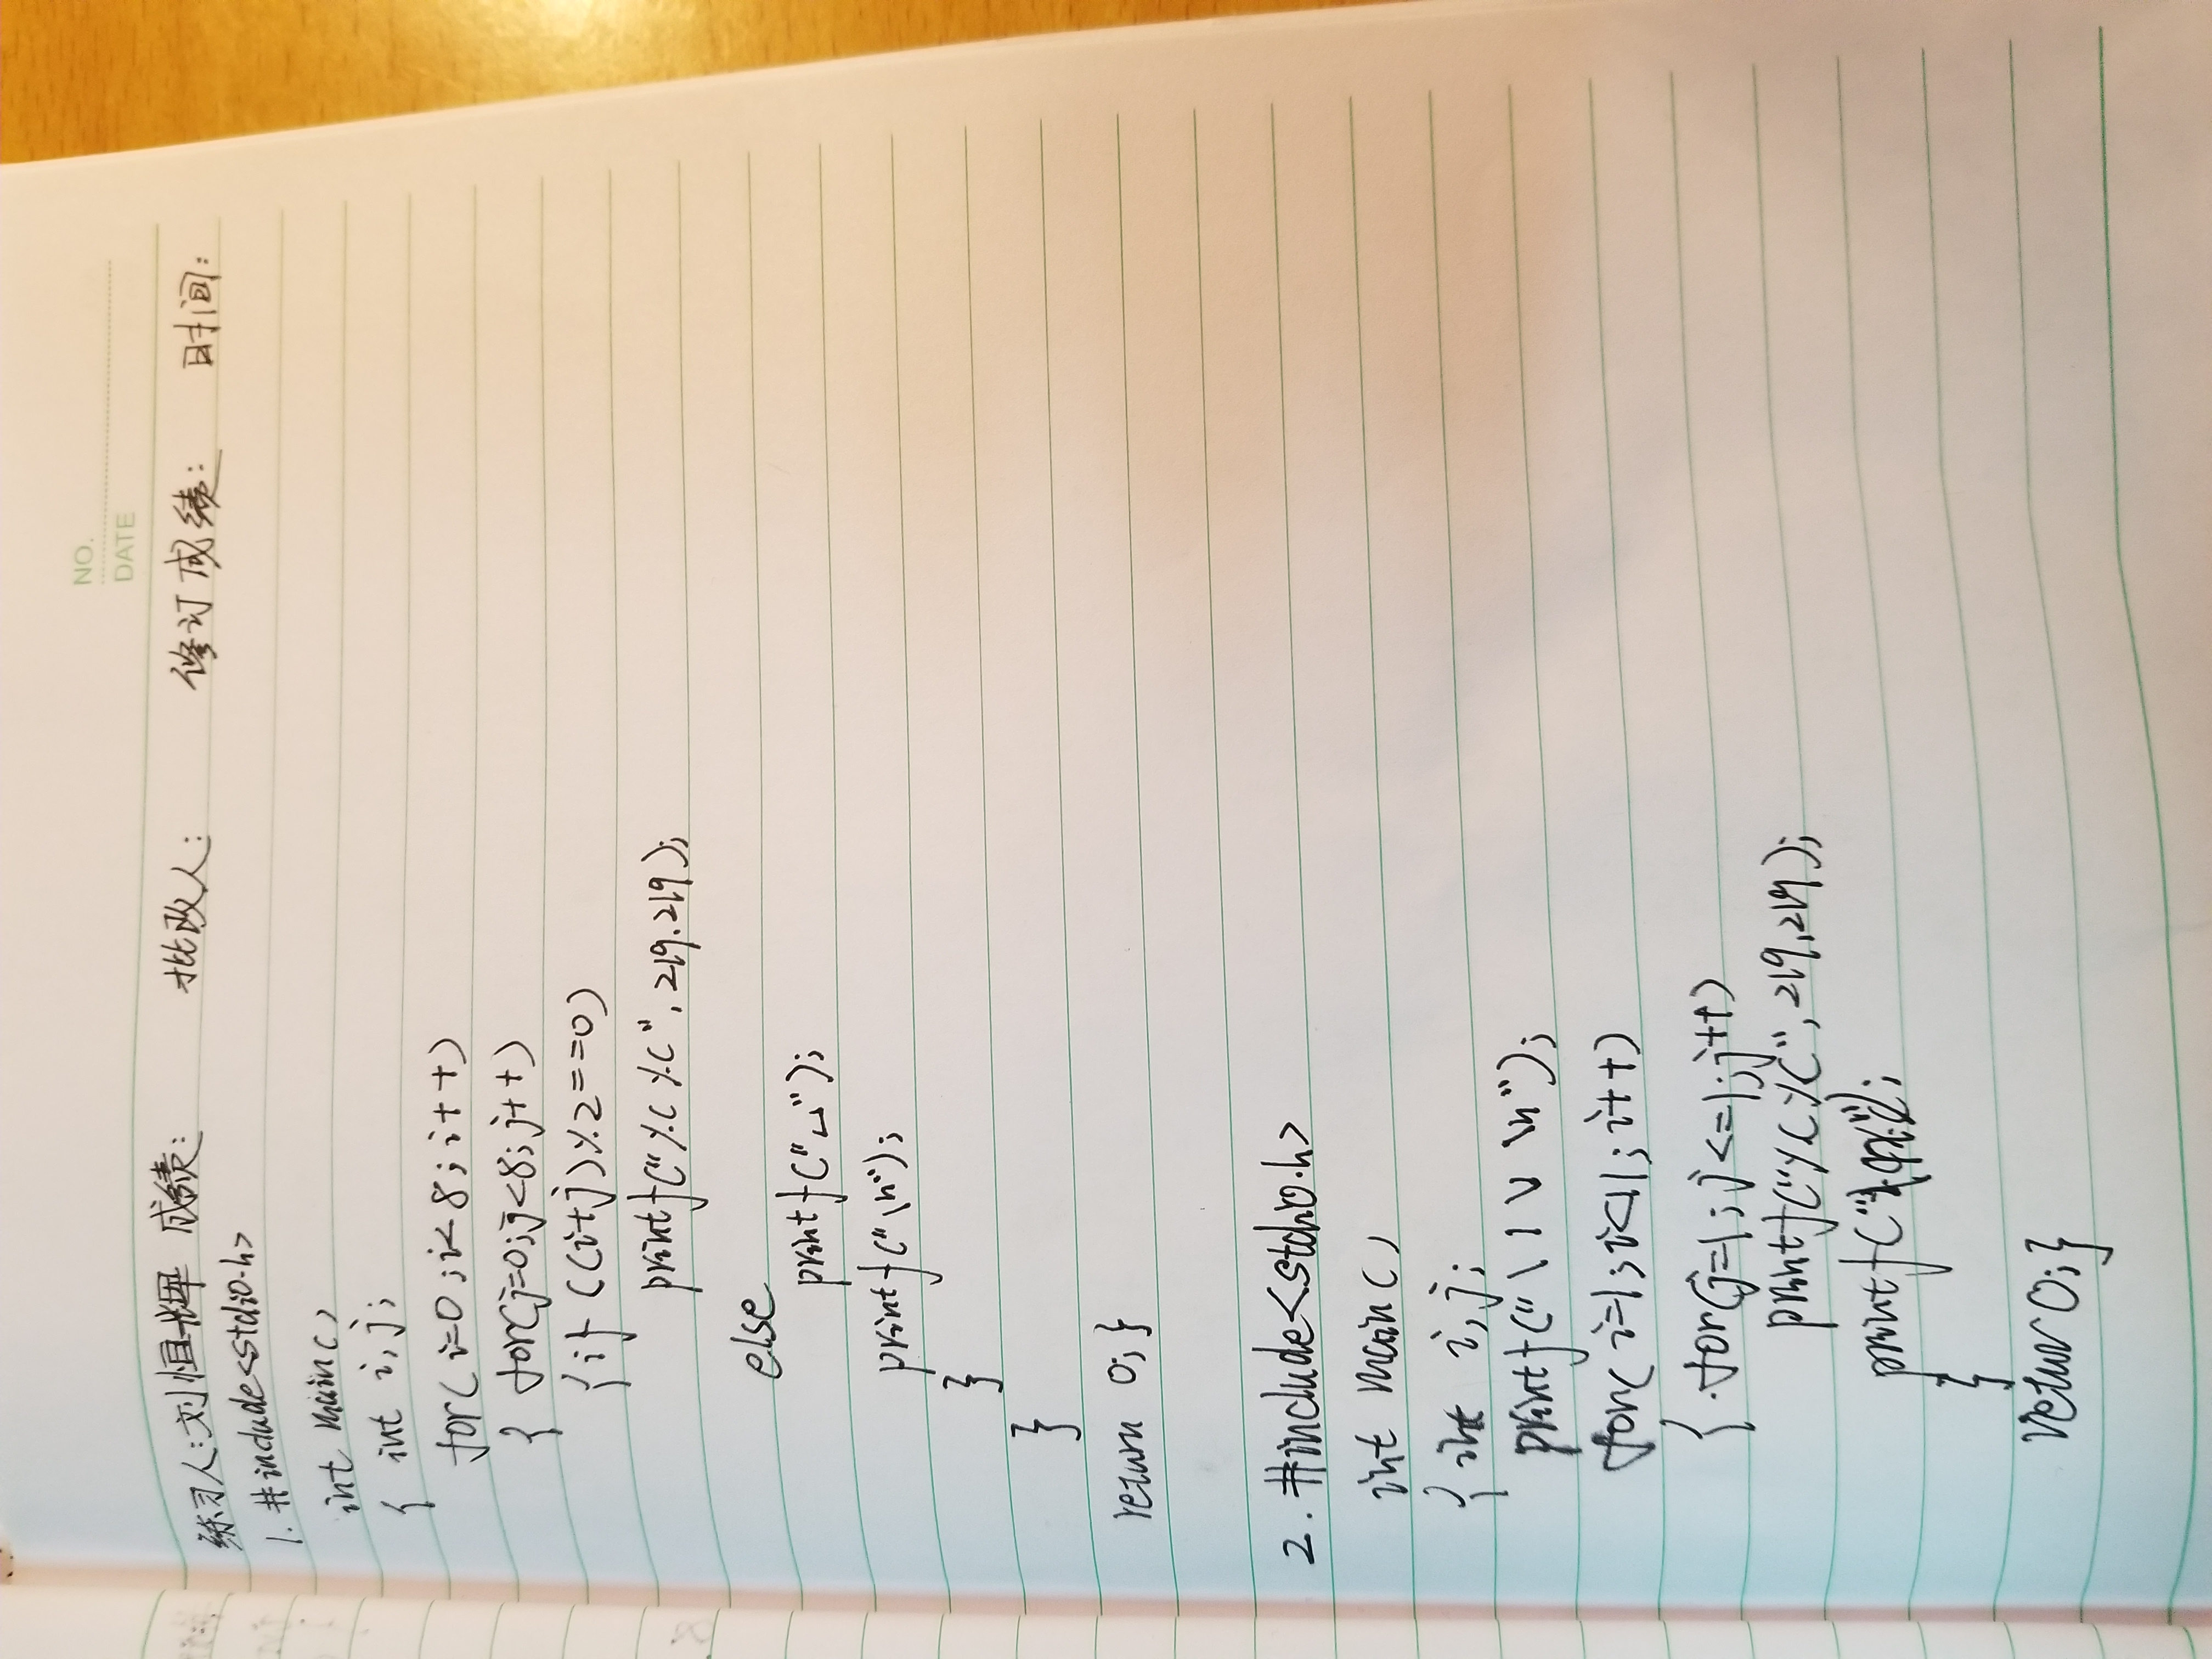 NO.
DATE
练习人:刘恒辉 成绩: 批改人: 修订成绩: 时间:
1. #include<stdio.h>
int main()
{ int i,j;
for(i=0;i<8;i++)
{ for(j=0;j<8;j++)
{if ((i+j)%2==0)
printf("%c%c",219.219);
else
printf("␣");
printf("\n");
}
}
return 0;}
2. #include<stdio.h>
int main()
{ int i,j;
printf("\1\1\n");
for(i=1;i<11;i++)
{ for(j=1;j<=1;j++)
printf("%c%c",219,219);
printf("
}
retur 0;}